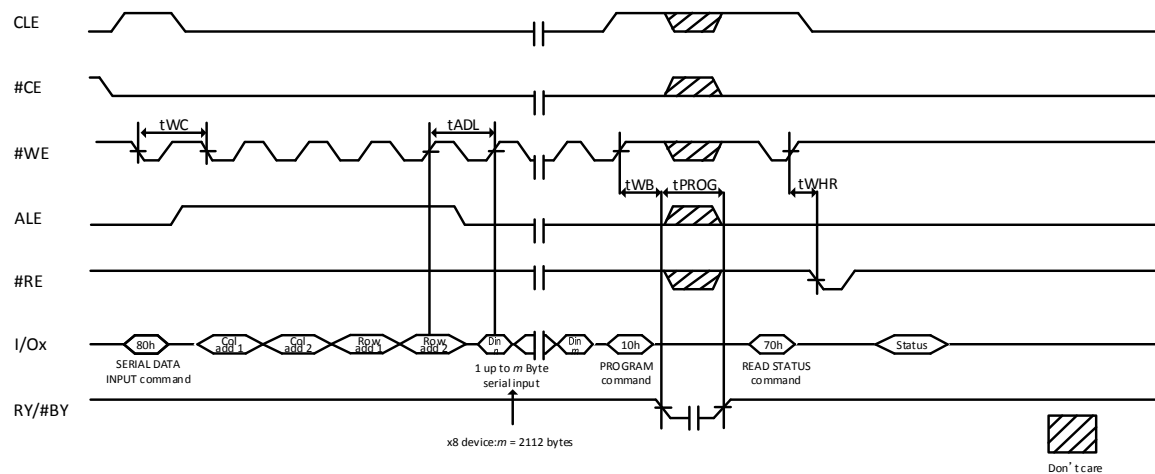 CLE
#CE
tWC
tADL
#WE
tWB
tPROG
tWHR
ALE
#RE
I/Ox
80h
Col
add 1
Col
add 2
Row
add 1
Row
add 2
Din
n
Din
m
10h
70h
Status
SERIAL DATA
INPUT command
1 up to m Byte
serial input
PROGRAM
command
READ STATUS
command
RY/#BY
x8 device:m = 2112 bytes
Don't care